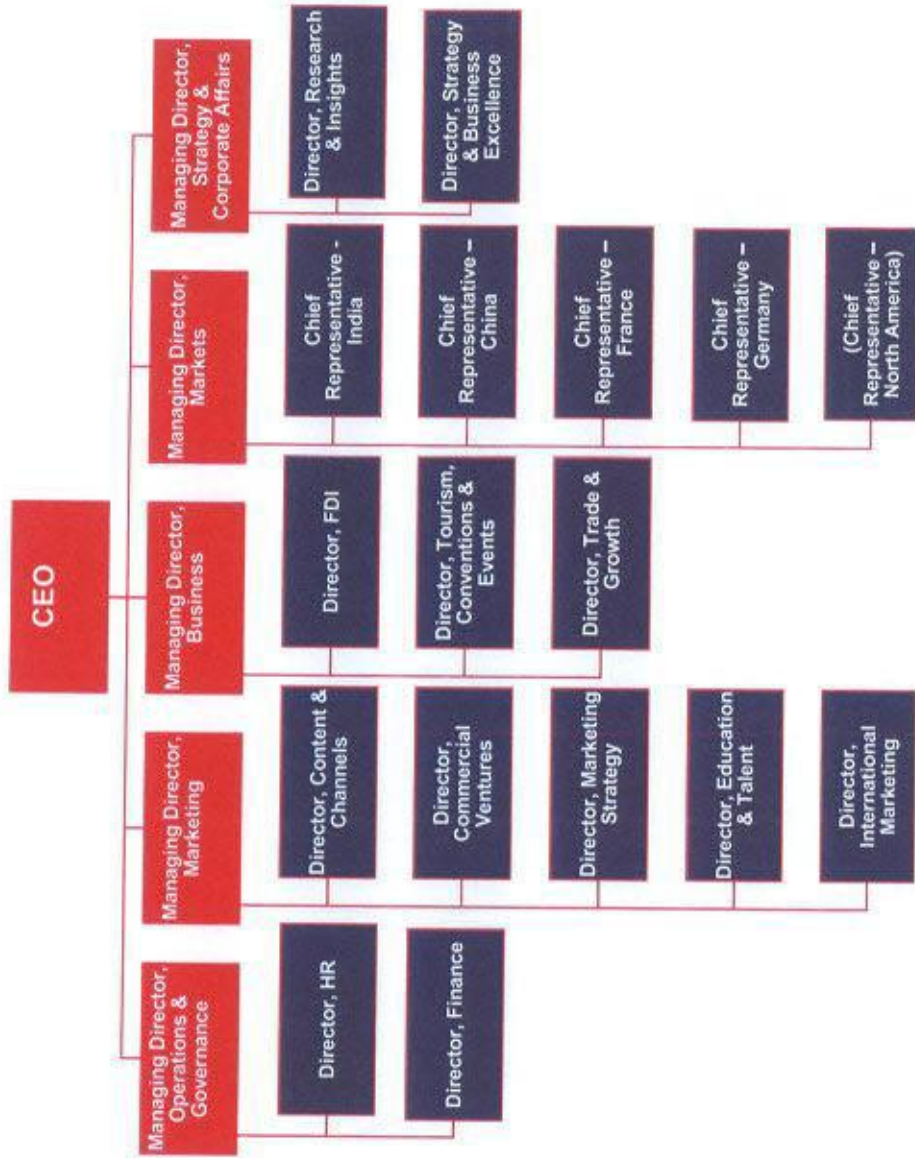 CEO
Managing Director,
Operations &
Governance
Director, HR
Director, Finance
Managing Director,
Marketing
Director, Content &
Channels
Director,
Commercial
Ventures
Director, Marketing
Strategy
Director, Education
& Talent
Director,
International
Marketing
Managing Director,
Business
Director, FDI
Director, Tourism,
Conventions &
Events
Director, Trade &
Growth
Managing Director,
Markets
Chief
Representative -
India
Chief
Representative –
China
Chief
Representative –
France
Chief
Representative –
Germany
(Chief
Representative –
North America)
Managing Director,
Strategy &
Corporate Affairs
Director, Research
& Insights
Director, Strategy
& Business
Excellence